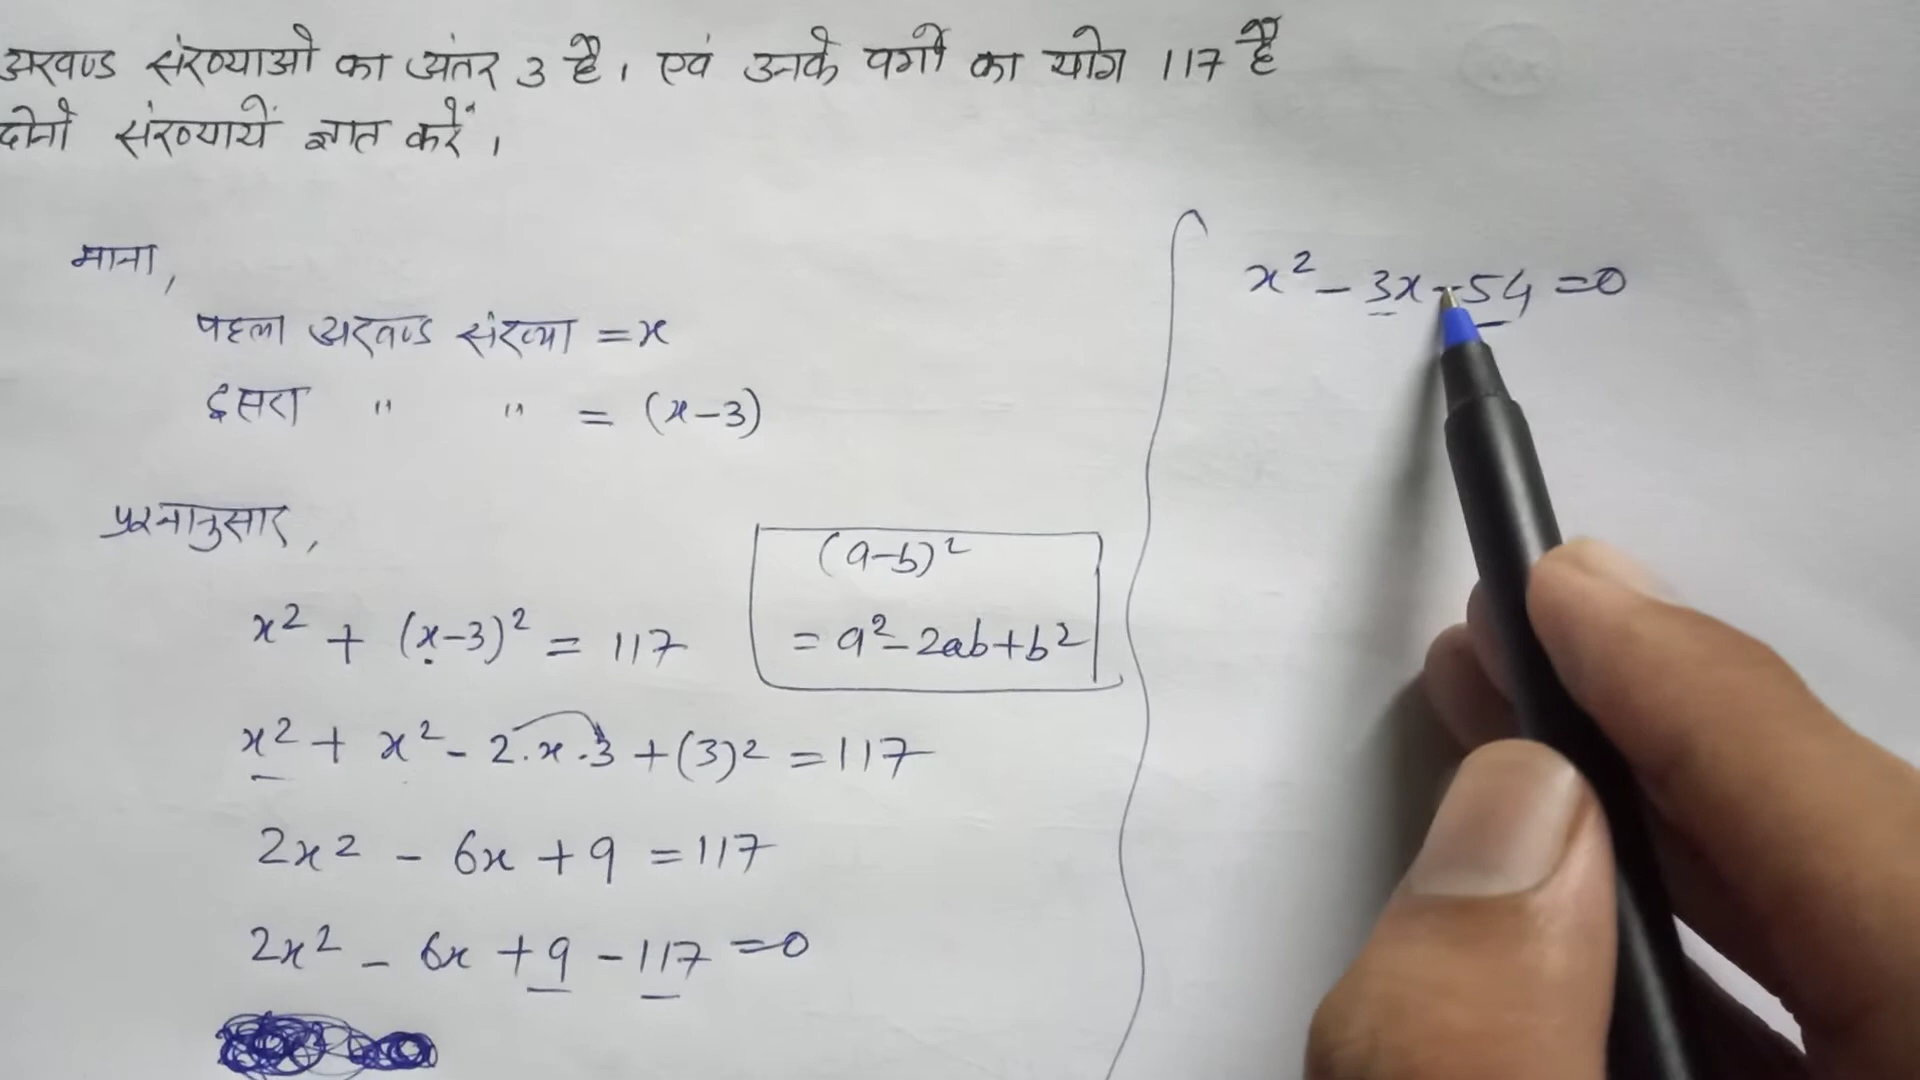 अखण्ड संख्याओ का अंतर 3 है। एवं उनके वर्गो का योग 117 है
दोनो संख्यायें ज्ञात करें।
माना,
पहला अखण्ड संख्या = x
दुसरा " " = (x-3)
प्रश्नानुसार,
x² + (x-3)² = 117
x² + x² - 2.x.3 + (3)² = 117
2x² - 6x + 9 = 117
2x² - 6x + 9 - 117 = 0
(a-b)²
= a² - 2ab + b²
x² - 3x - 54 = 0